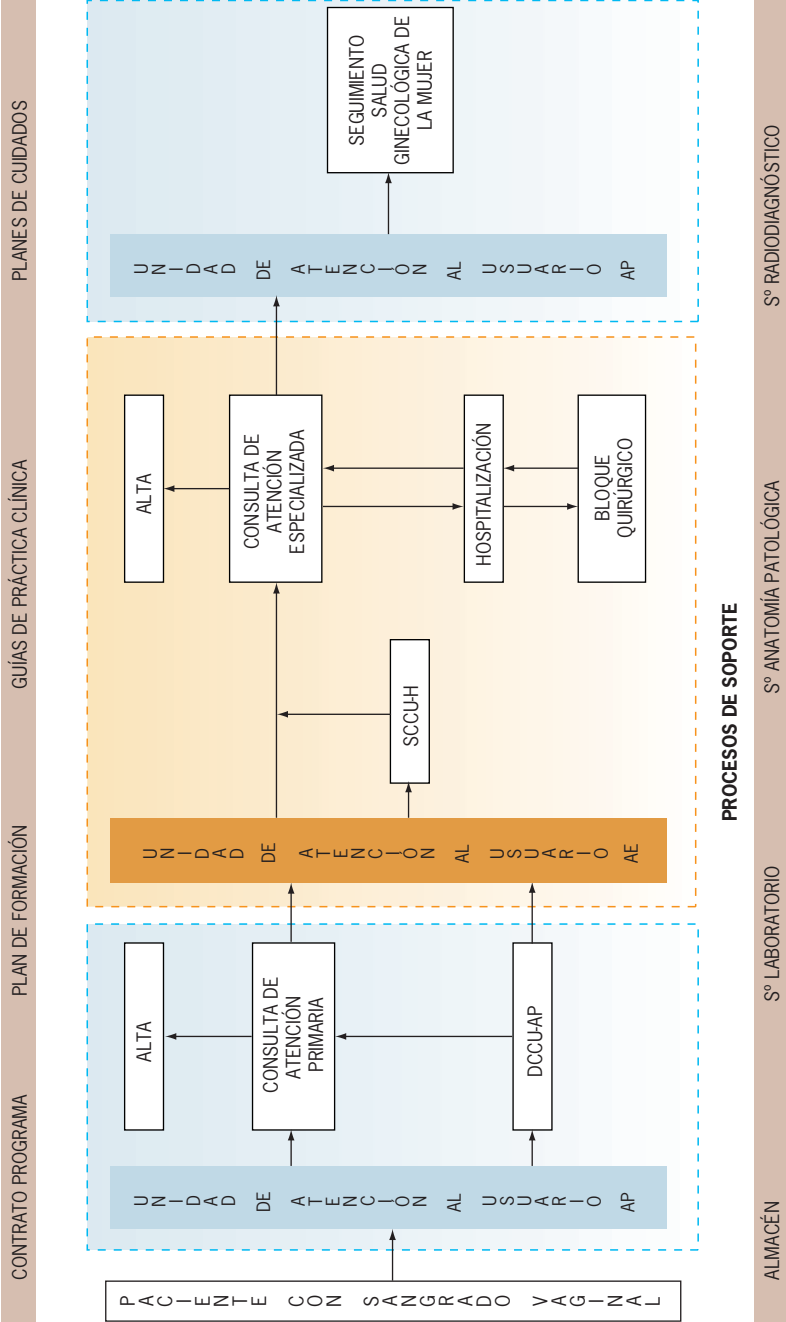 CONTRATO PROGRAMA
PLAN DE FORMACIÓN
GUÍAS DE PRÁCTICA CLÍNICA
PLANES DE CUIDADOS
PACIENTE CON SANGRADO VAGINAL
UNIDAD DE ATENCIÓN AL USUARIO AP
ALTA
CONSULTA DE
ATENCIÓN
PRIMARIA
DCCU-AP
UNIDAD DE ATENCIÓN AL USUARIO AE
SCCU-H
ALTA
CONSULTA DE
ATENCIÓN
ESPECIALIZADA
HOSPITALIZACIÓN
BLOQUE
QUIRÚRGICO
UNIDAD DE ATENCIÓN AL USUARIO AP
SEGUIMIENTO
SALUD
GINECOLÓGICA DE
LA MUJER
PROCESOS DE SOPORTE
ALMACÉN
Sº LABORATORIO
Sº ANATOMÍA PATOLÓGICA
Sº RADIODIAGNÓSTICO